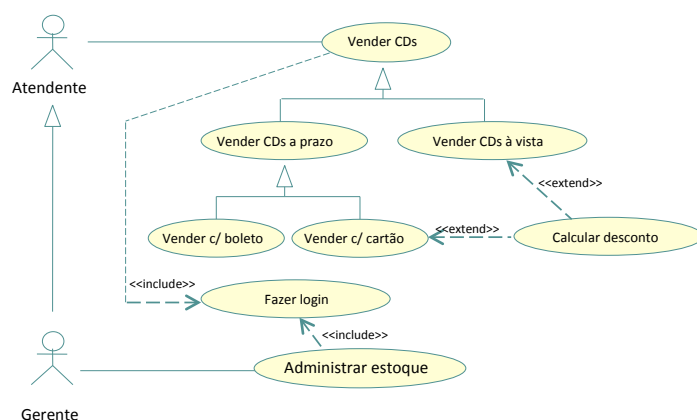 Vender CDs
Atendente
Vender CDs a prazo
Vender CDs à vista
<<extend>>
Vender c/ boleto
Vender c/ cartão
<<extend>>
Calcular desconto
<<include>>
Fazer login
<<include>>
Administrar estoque
Gerente